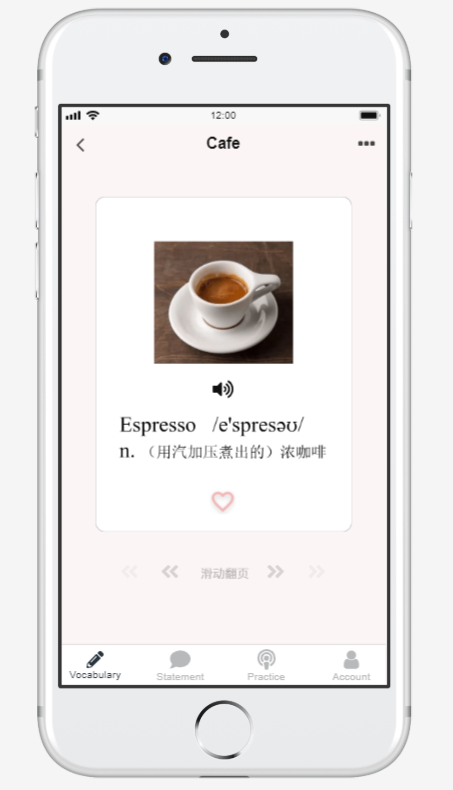 12:00
Cafe
Espresso /e'spresəʊ/
n. （用汽加压煮出的）浓咖啡
滑动翻页
Vocabulary Statement Practice Account